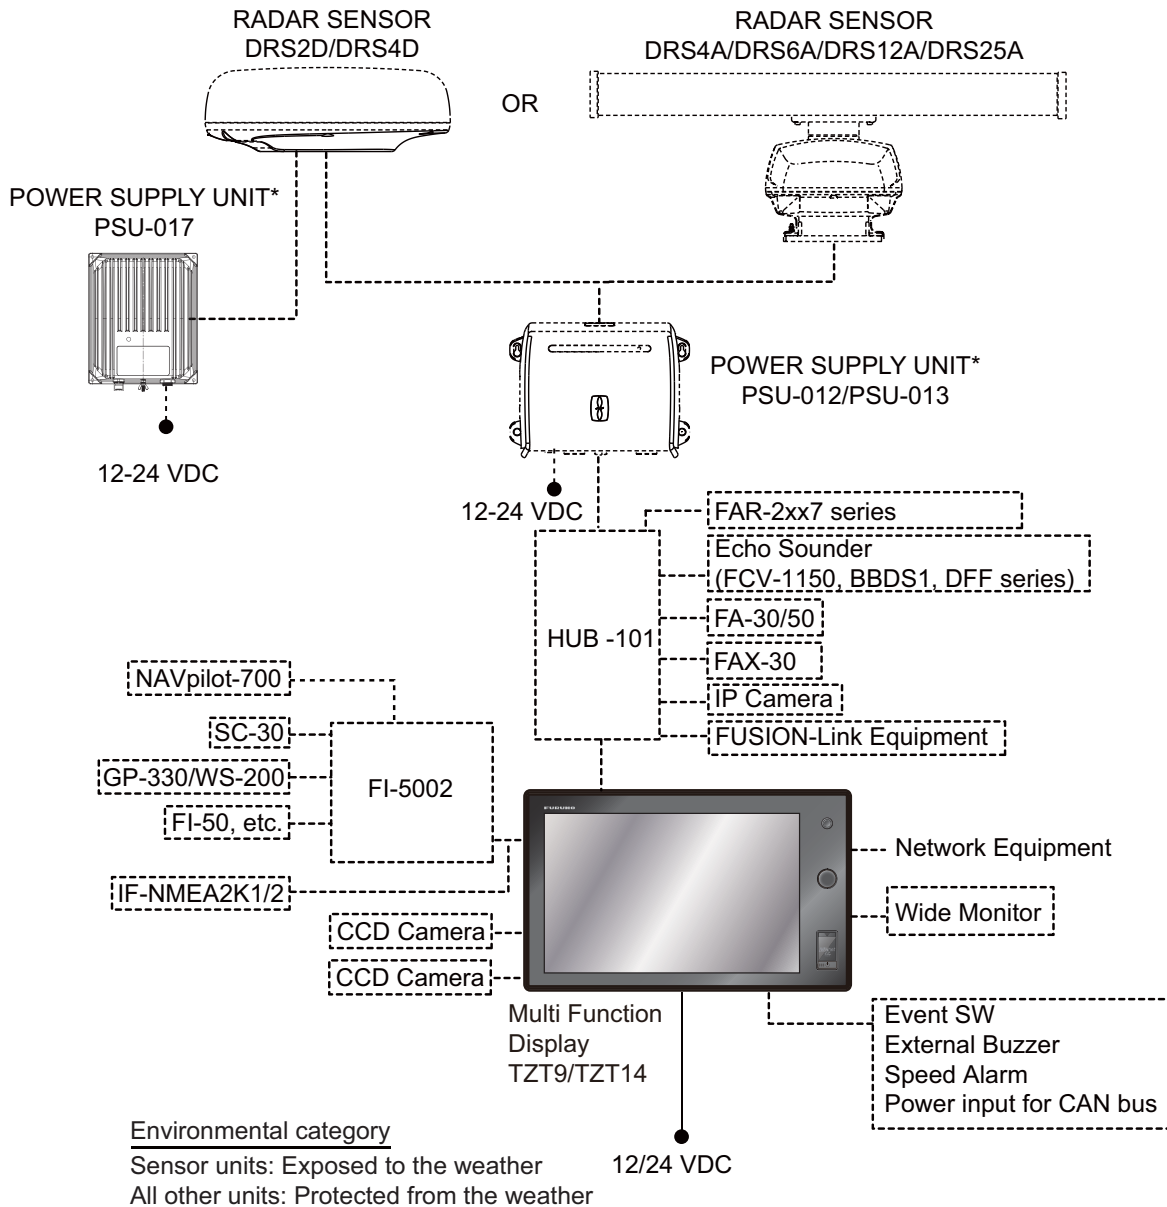 RADAR SENSOR
DRS2D/DRS4D
RADAR SENSOR
DRS4A/DRS6A/DRS12A/DRS25A
OR
POWER SUPPLY UNIT*
PSU-017
12-24 VDC
POWER SUPPLY UNIT*
PSU-012/PSU-013
12-24 VDC
HUB -101
FAR-2xx7 series
Echo Sounder
(FCV-1150, BBDS1, DFF series)
FA-30/50
FAX-30
IP Camera
FUSION-Link Equipment
NAVpilot-700
SC-30
GP-330/WS-200
FI-50, etc.
FI-5002
IF-NMEA2K1/2
CCD Camera
CCD Camera
FURUNO
Network Equipment
Wide Monitor
Multi Function
Display
TZT9/TZT14
Event SW
External Buzzer
Speed Alarm
Power input for CAN bus
12/24 VDC
Environmental category
Sensor units: Exposed to the weather
All other units: Protected from the weather